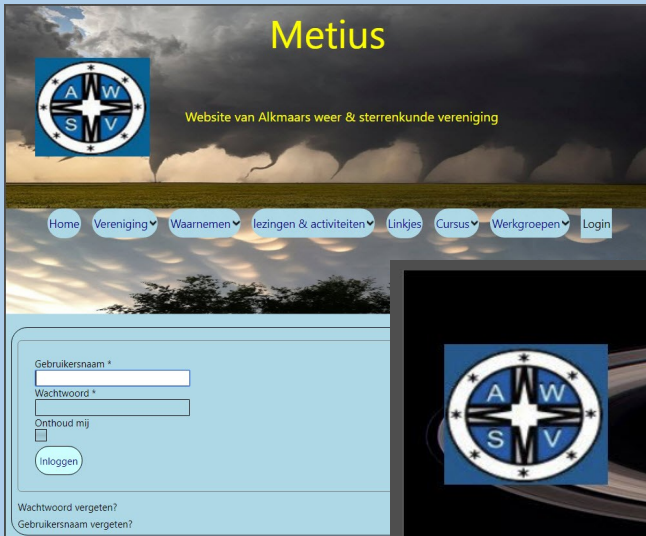 Metius
A W
S V
Website van Alkmaars weer & sterrenkunde vereniging
Home Vereniging Waarnemen lezingen & activiteiten Linkjes Cursus Werkgroepen Login
Gebruikersnaam *
Wachtwoord *
Onthoud mij
Inloggen
Wachtwoord vergeten?
Gebruikersnaam vergeten?
A W
S V